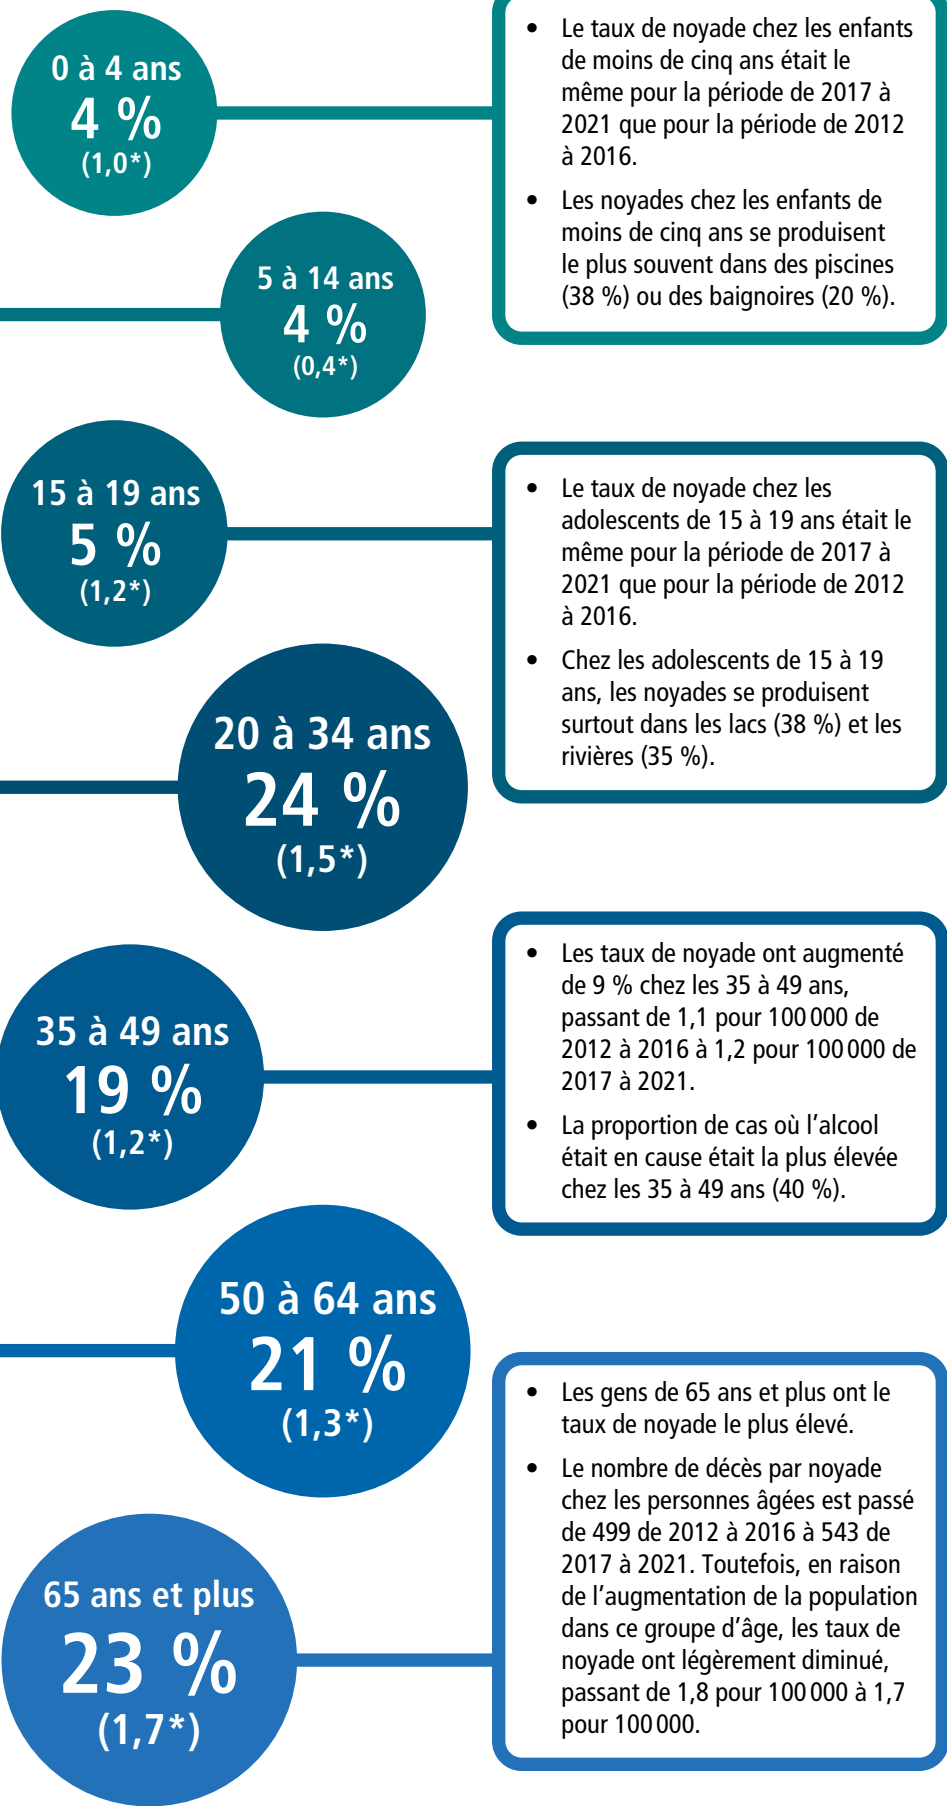 0 à 4 ans
4 %
(1,0*)
• Le taux de noyade chez les enfants
de moins de cinq ans était le
même pour la période de 2017 à
2021 que pour la période de 2012
à 2016.
• Les noyades chez les enfants de
moins de cinq ans se produisent
le plus souvent dans des piscines
(38 %) ou des baignoires (20 %).
5 à 14 ans
4 %
(0,4*)
15 à 19 ans
5 %
(1,2*)
• Le taux de noyade chez les
adolescents de 15 à 19 ans était le
même pour la période de 2017 à
2021 que pour la période de 2012
à 2016.
• Chez les adolescents de 15 à 19
ans, les noyades se produisent
surtout dans les lacs (38 %) et les
rivières (35 %).
20 à 34 ans
24 %
(1,5*)
35 à 49 ans
19 %
(1,2*)
• Les taux de noyade ont augmenté
de 9 % chez les 35 à 49 ans,
passant de 1,1 pour 100 000 de
2012 à 2016 à 1,2 pour 100 000 de
2017 à 2021.
• La proportion de cas où l’alcool
était en cause était la plus élevée
chez les 35 à 49 ans (40 %).
50 à 64 ans
21 %
(1,3*)
65 ans et plus
23 %
(1,7*)
• Les gens de 65 ans et plus ont le
taux de noyade le plus élevé.
• Le nombre de décès par noyade
chez les personnes âgées est passé
de 499 de 2012 à 2016 à 543 de
2017 à 2021. Toutefois, en raison
de l’augmentation de la population
dans ce groupe d’âge, les taux de
noyade ont légèrement diminué,
passant de 1,8 pour 100 000 à 1,7
pour 100 000.